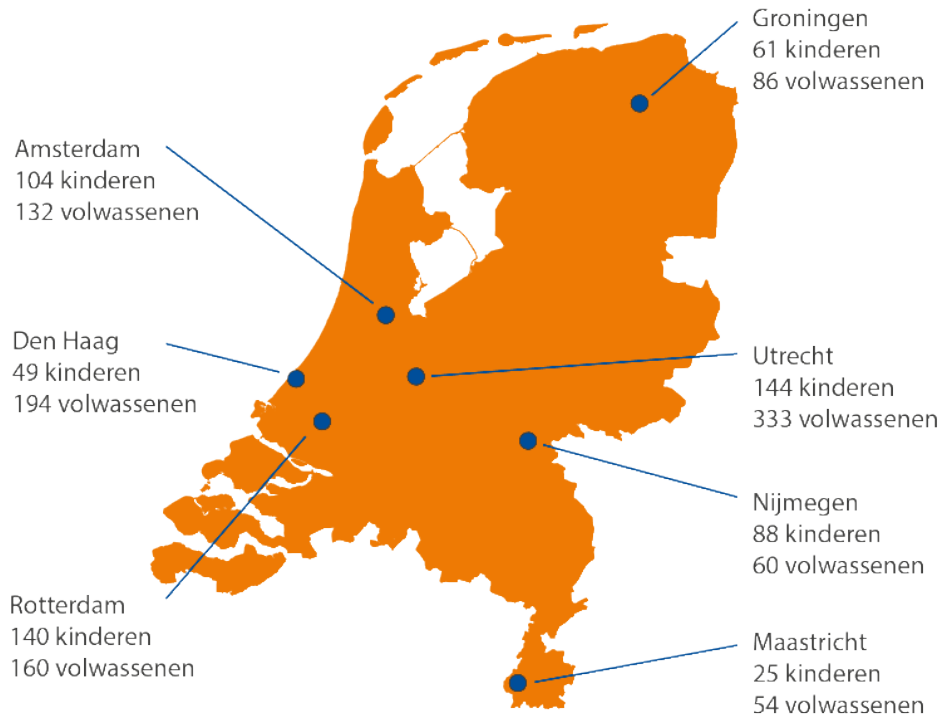 Groningen
61 kinderen
86 volwassenen
Amsterdam
104 kinderen
132 volwassenen
Den Haag
49 kinderen
194 volwassenen
Utrecht
144 kinderen
333 volwassenen
Nijmegen
88 kinderen
60 volwassenen
Rotterdam
140 kinderen
160 volwassenen
Maastricht
25 kinderen
54 volwassenen